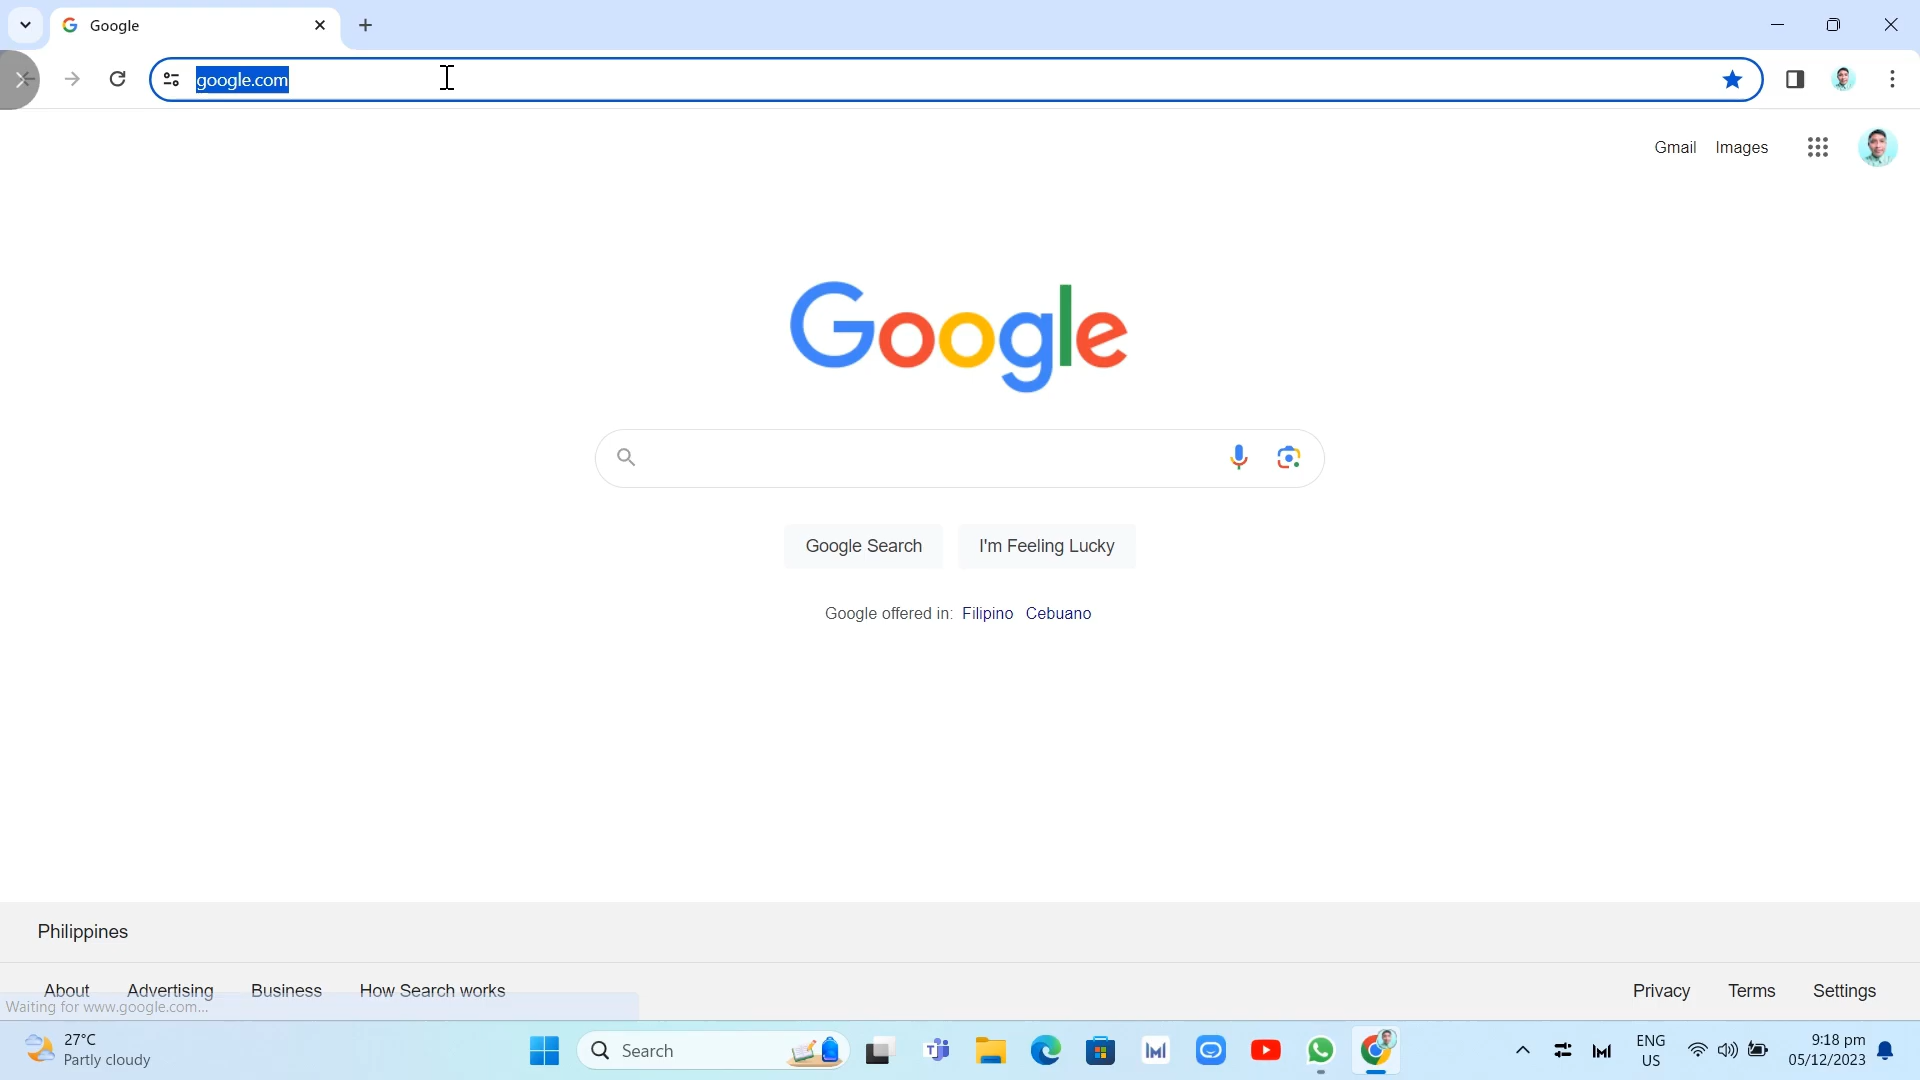 Google
google.com
Gmail Images
Google
Google Search I'm Feeling Lucky
Google offered in: Filipino Cebuano
Philippines
About Advertising Business How Search works Privacy Terms Settings
Waiting for www.google.com...
27°C
Partly cloudy
Search
ENG
US
9:18 pm
05/12/2023